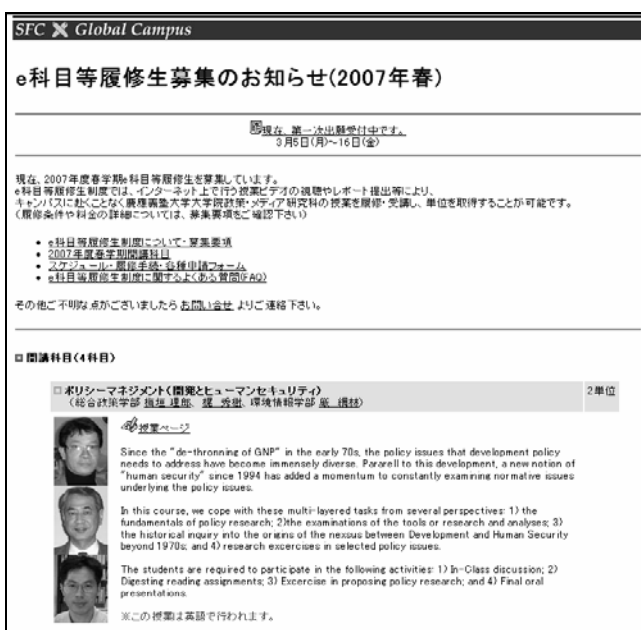 SFC X Global Campus
e科目等履修生募集のお知らせ(2007年春)
現在、第一次出願受付中です。
3月5日(月)~16日(金)
現在、2007年度春学期e科目等履修生を募集しています。
e科目等履修生制度では、インターネット上で行う授業ビデオの視聴やレポート提出等により、
キャンパスに赴くことなく慶應義塾大学大学院政策・メディア研究科の授業を履修・受講し、単位を取得することが可能です。
(履修条件や料金の詳細については、募集要項をご確認下さい)
e科目等履修生制度について・募集要項
2007年度春学期開講科目
スケジュール・履修手続・各種申請フォーム
e科目等履修生制度に関するよくある質問(FAQ)
その他ご不明な点がございましたら お問い合せ よりご連絡下さい。
開講科目(4科目)
ポリシーマネジメント(開発とヒューマンセキュリティ) 2単位
(総合政策学部 梅垣 理郎、梶 秀樹、環境情報学部 厳 網林)
授業ページ
Since the "de-thronning of GNP" in the early 70s, the policy issues that development policy
needs to address have become immensely diverse. Pararell to this development, a new notion of
"human security" since 1994 has added a momentum to constantly examining normative issues
underlying the policy issues.
In this course, we cope with these multi-layered tasks from several perspectives: 1) the
fundamentals of policy research; 2)the examinations of the tools or research and analyses; 3)
the historical inquiry into the origins of the nexsus between Development and Human Security
beyond 1970s; and 4) research excercises in selected policy issues.
The students are required to participate in the following activities: 1) In-Class discussion; 2)
Digesting reading assignments; 3) Excercise in proposing policy research; and 4) Final oral
presentations.
※この授業は英語で行われます。